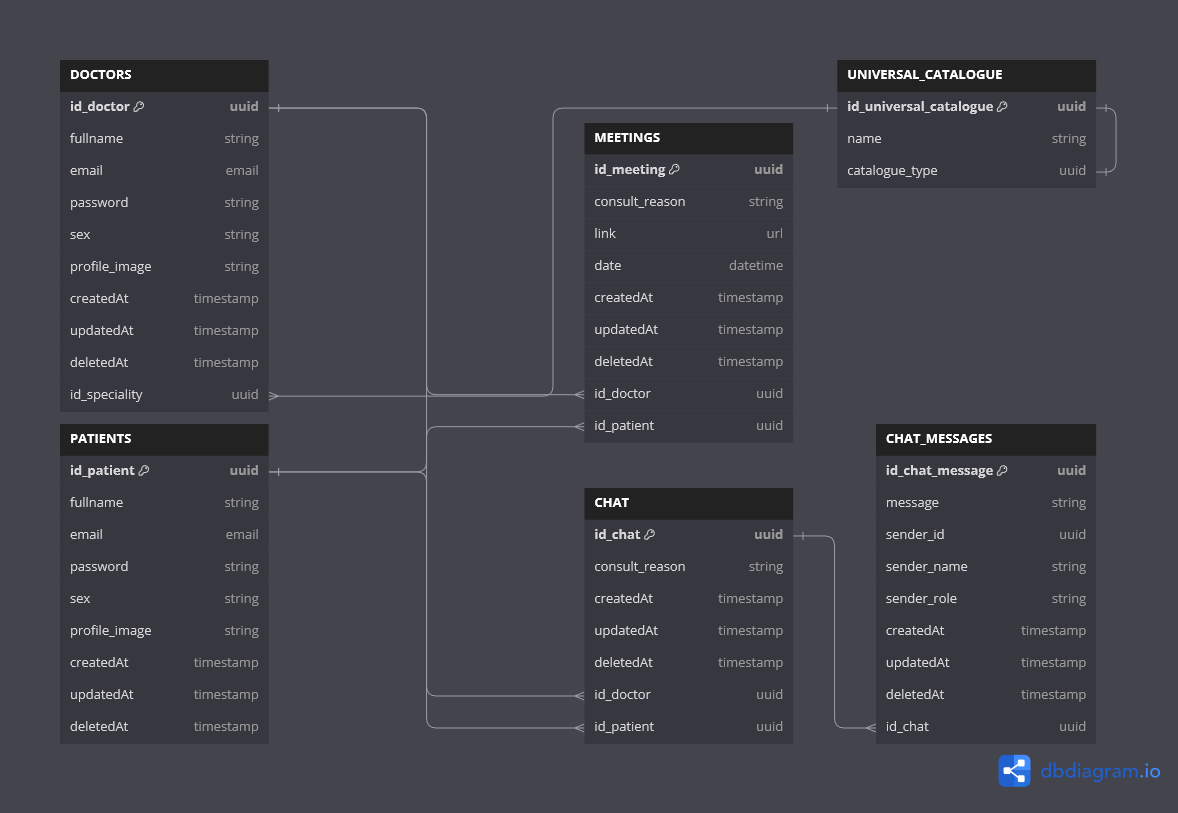 DOCTORS
id_doctor uuid
fullname string
email email
password string
sex string
profile_image string
createdAt timestamp
updatedAt timestamp
deletedAt timestamp
id_speciality uuid
PATIENTS
id_patient uuid
fullname string
email email
password string
sex string
profile_image string
createdAt timestamp
updatedAt timestamp
deletedAt timestamp
MEETINGS
id_meeting uuid
consult_reason string
link url
date datetime
createdAt timestamp
updatedAt timestamp
deletedAt timestamp
id_doctor uuid
id_patient uuid
CHAT
id_chat uuid
consult_reason string
createdAt timestamp
updatedAt timestamp
deletedAt timestamp
id_doctor uuid
id_patient uuid
UNIVERSAL_CATALOGUE
id_universal_catalogue uuid
name string
catalogue_type uuid
CHAT_MESSAGES
id_chat_message uuid
message string
sender_id uuid
sender_name string
sender_role string
createdAt timestamp
updatedAt timestamp
deletedAt timestamp
id_chat uuid
dbdiagram.io